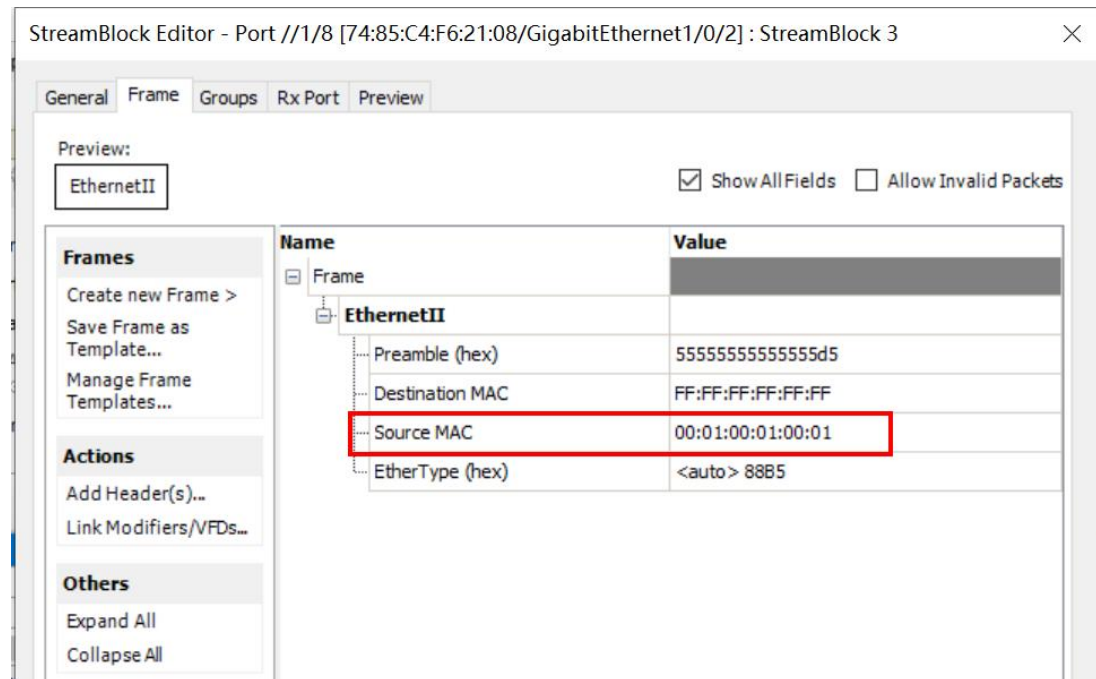 StreamBlock Editor - Port //1/8 [74:85:C4:F6:21:08/GigabitEthernet1/0/2] : StreamBlock 3
General Frame Groups Rx Port Preview
Preview:
EthernetII
Show All Fields Allow Invalid Packets
Frames
Create new Frame >
Save Frame as
Template...
Manage Frame
Templates...
Actions
Add Header(s)...
Link Modifiers/VFDs...
Others
Expand All
Collapse All
Name Value
Frame
EthernetII
Preamble (hex) 55555555555555d5
Destination MAC FF:FF:FF:FF:FF:FF
Source MAC 00:01:00:01:00:01
EtherType (hex) <auto> 88B5